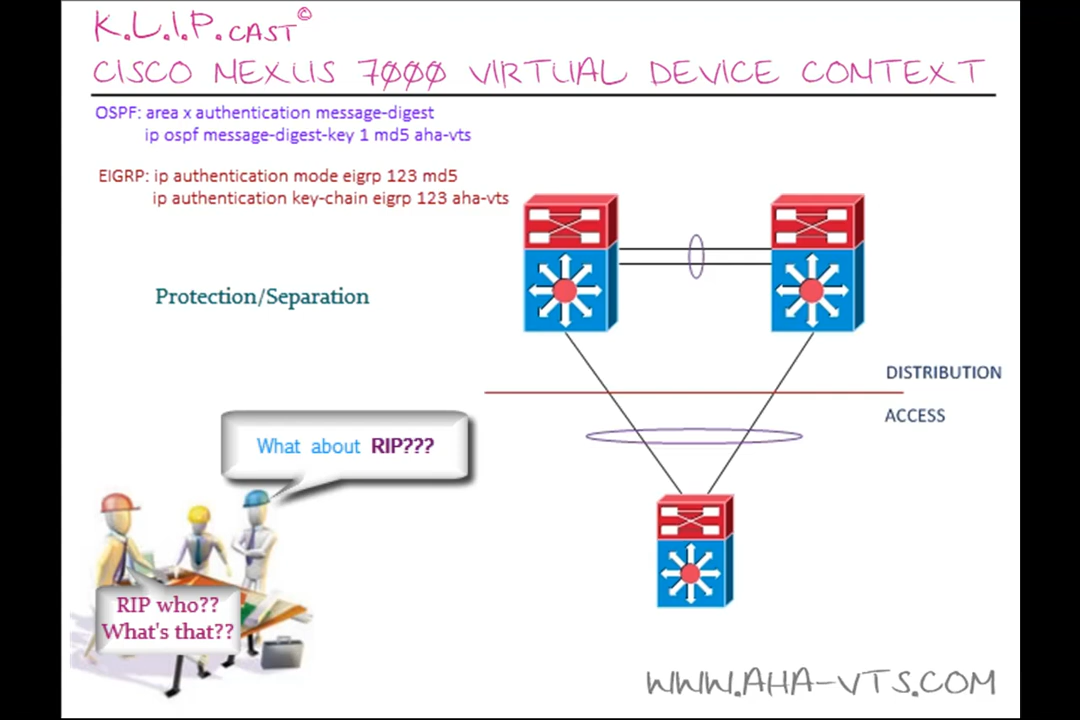 K.L.I.P.CAST©
CISCO NEXUS 7000 VIRTUAL DEVICE CONTEXT
OSPF: area x authentication message-digest
ip ospf message-digest-key 1 md5 aha-vts
EIGRP: ip authentication mode eigrp 123 md5
ip authentication key-chain eigrp 123 aha-vts
Protection/Separation
DISTRIBUTION
ACCESS
What about RIP???
RIP who??
What's that??
WWW.AHA-VTS.COM